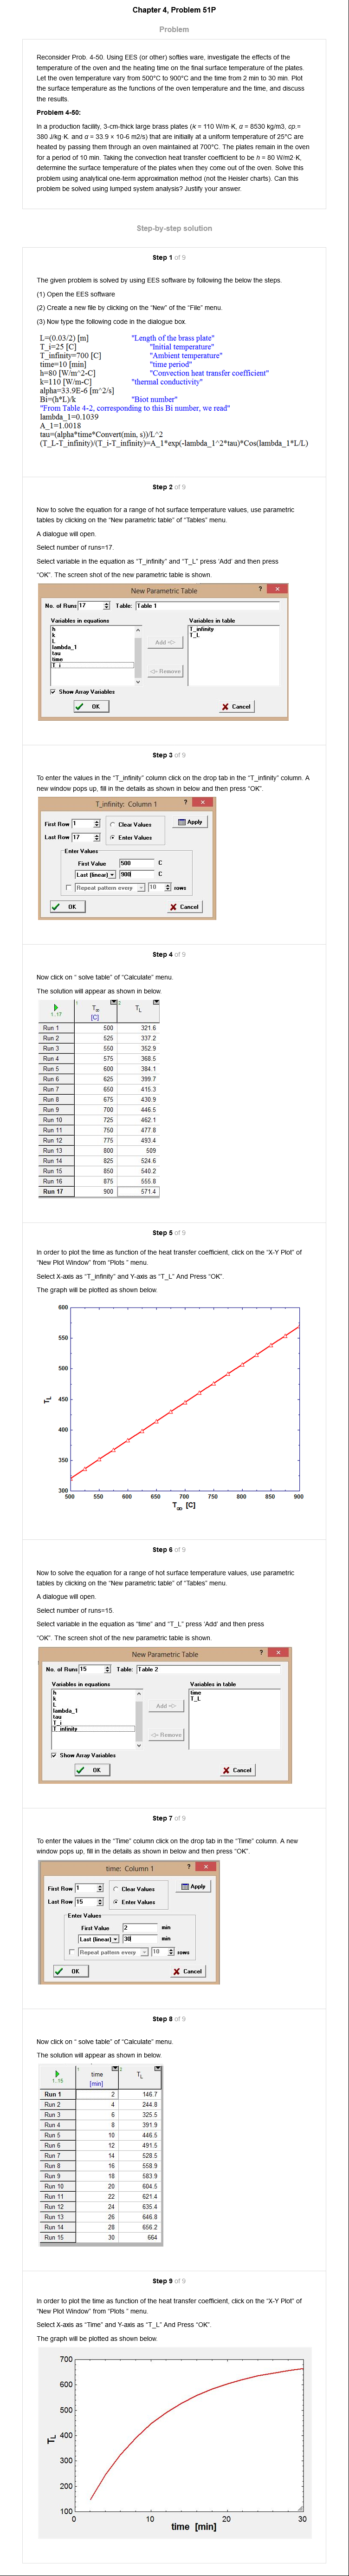 Chapter 4, Problem 51P
Problem
Reconsider Prob. 4-50. Using EES (or other) softies ware, investigate the effects of the
temperature of the oven and the heating time on the final surface temperature of the plates.
Let the oven temperature vary from 500°C to 900°C and the time from 2 min to 30 min. Plot
the surface temperature as the functions of the oven temperature and the time, and discuss
the results.
Problem 4-50:
In a production facility, 3-cm-thick large brass plates (k = 110 W/m·K, α = 8530 kg/m3, cp =
380 J/kg·K, and α = 33.9 × 10-6 m2/s) that are initially at a uniform temperature of 25°C are
heated by passing them through an oven maintained at 700°C. The plates remain in the oven
for a period of 10 min. Taking the convection heat transfer coefficient to be h = 80 W/m2·K,
determine the surface temperature of the plates when they come out of the oven. Solve this
problem using analytical one-term approximation method (not the Heisler charts). Can this
problem be solved using lumped system analysis? Justify your answer.
Step-by-step solution
Step 1 of 9
The given problem is solved by using EES software by following the below the steps.
(1) Open the EES software
(2) Create a new file by clicking on the "New" of the "File" menu.
(3) Now type the following code in the dialogue box.
L=(0.03/2) [m] "Length of the brass plate"
T_i=25 [C] "Initial temperature"
T_infinity=700 [C] "Ambient temperature"
time=10 [min] "time period"
h=80 [W/m^2-C] "Convection heat transfer coefficient"
k=110 [W/m-C] "thermal conductivity"
alpha=33.9E-6 [m^2/s]
Bi=(h*L)/k "Biot number"
"From Table 4-2, corresponding to this Bi number, we read"
lambda_1=0.1039
A_1=1.0018
tau=(alpha*time*Convert(min, s))/L^2
(T_L-T_infinity)/(T_i-T_infinity)=A_1*exp(-lambda_1^2*tau)*Cos(lambda_1*L/L)
Step 2 of 9
Now to solve the equation for a range of hot surface temperature values, use parametric
tables by clicking on the "New parametric table" of "Tables" menu.
A dialogue will open.
Select number of runs=17.
Select variable in the equation as "T_infinity" and "T_L" press 'Add' and then press
"OK". The screen shot of the new parametric table is shown.
New Parametric Table ? ×
No. of Runs 17 Table: Table 1
Variables in equations Variables in table
h T_infinity
k T_L
L Add
lambda_1
tau
time Remove
T_i
Show Array Variables
OK Cancel
Step 3 of 9
To enter the values in the "T_infinity" column click on the drop tab in the "T_infinity" column. A
new window pops up, fill in the details as shown in below and then press "OK".
T_infinity: Column 1 ? ×
First Row 1 Clear Values Apply
Last Row 17 Enter Values
Enter Values
First Value 500 C
Last (linear) 900 C
Repeat pattern every 10 rows
OK Cancel
Step 4 of 9
Now click on " solve table" of "Calculate" menu.
The solution will appear as shown in below.
1..17 1 T∞ [C] 2 TL
Run 1 500 321.6
Run 2 525 337.2
Run 3 550 352.9
Run 4 575 368.5
Run 5 600 384.1
Run 6 625 399.7
Run 7 650 415.3
Run 8 675 430.9
Run 9 700 446.5
Run 10 725 462.1
Run 11 750 477.8
Run 12 775 493.4
Run 13 800 509
Run 14 825 524.6
Run 15 850 540.2
Run 16 875 555.8
Run 17 900 571.4
Step 5 of 9
In order to plot the time as function of the heat transfer coefficient, click on the "X-Y Plot" of
"New Plot Window" from "Plots " menu.
Select X-axis as "T_infinity" and Y-axis as "T_L" And Press "OK".
The graph will be plotted as shown below.
600
550
500
450
400
350
300
TL
500 550 600 650 700 750 800 850 900
T∞ [C]
Step 6 of 9
Now to solve the equation for a range of hot surface temperature values, use parametric
tables by clicking on the "New parametric table" of "Tables" menu.
A dialogue will open.
Select number of runs=15.
Select variable in the equation as "time" and "T_L" press 'Add' and then press
"OK". The screen shot of the new parametric table is shown.
New Parametric Table ? ×
No. of Runs 15 Table: Table 2
Variables in equations Variables in table
h time
k T_L
L Add
lambda_1
tau
T_i Remove
T_infinity
Show Array Variables
OK Cancel
Step 7 of 9
To enter the values in the "Time" column click on the drop tab in the "Time" column. A new
window pops up, fill in the details as shown in below and then press "OK".
time: Column 1 ? ×
First Row 1 Clear Values Apply
Last Row 15 Enter Values
Enter Values
First Value 2 min
Last (linear) 30 min
Repeat pattern every 10 rows
OK Cancel
Step 8 of 9
Now click on " solve table" of "Calculate" menu.
The solution will appear as shown in below.
1..15 1 time [min] 2 TL
Run 1 2 146.7
Run 2 4 244.8
Run 3 6 325.5
Run 4 8 391.9
Run 5 10 446.5
Run 6 12 491.5
Run 7 14 528.5
Run 8 16 558.9
Run 9 18 583.9
Run 10 20 604.5
Run 11 22 621.4
Run 12 24 635.4
Run 13 26 646.8
Run 14 28 656.2
Run 15 30 664
Step 9 of 9
In order to plot the time as function of the heat transfer coefficient, click on the "X-Y Plot" of
"New Plot Window" from "Plots " menu.
Select X-axis as "Time" and Y-axis as "T_L" And Press "OK".
The graph will be plotted as shown below.
700
600
500
400
300
200
100
TL
0 10 20 30
time [min]